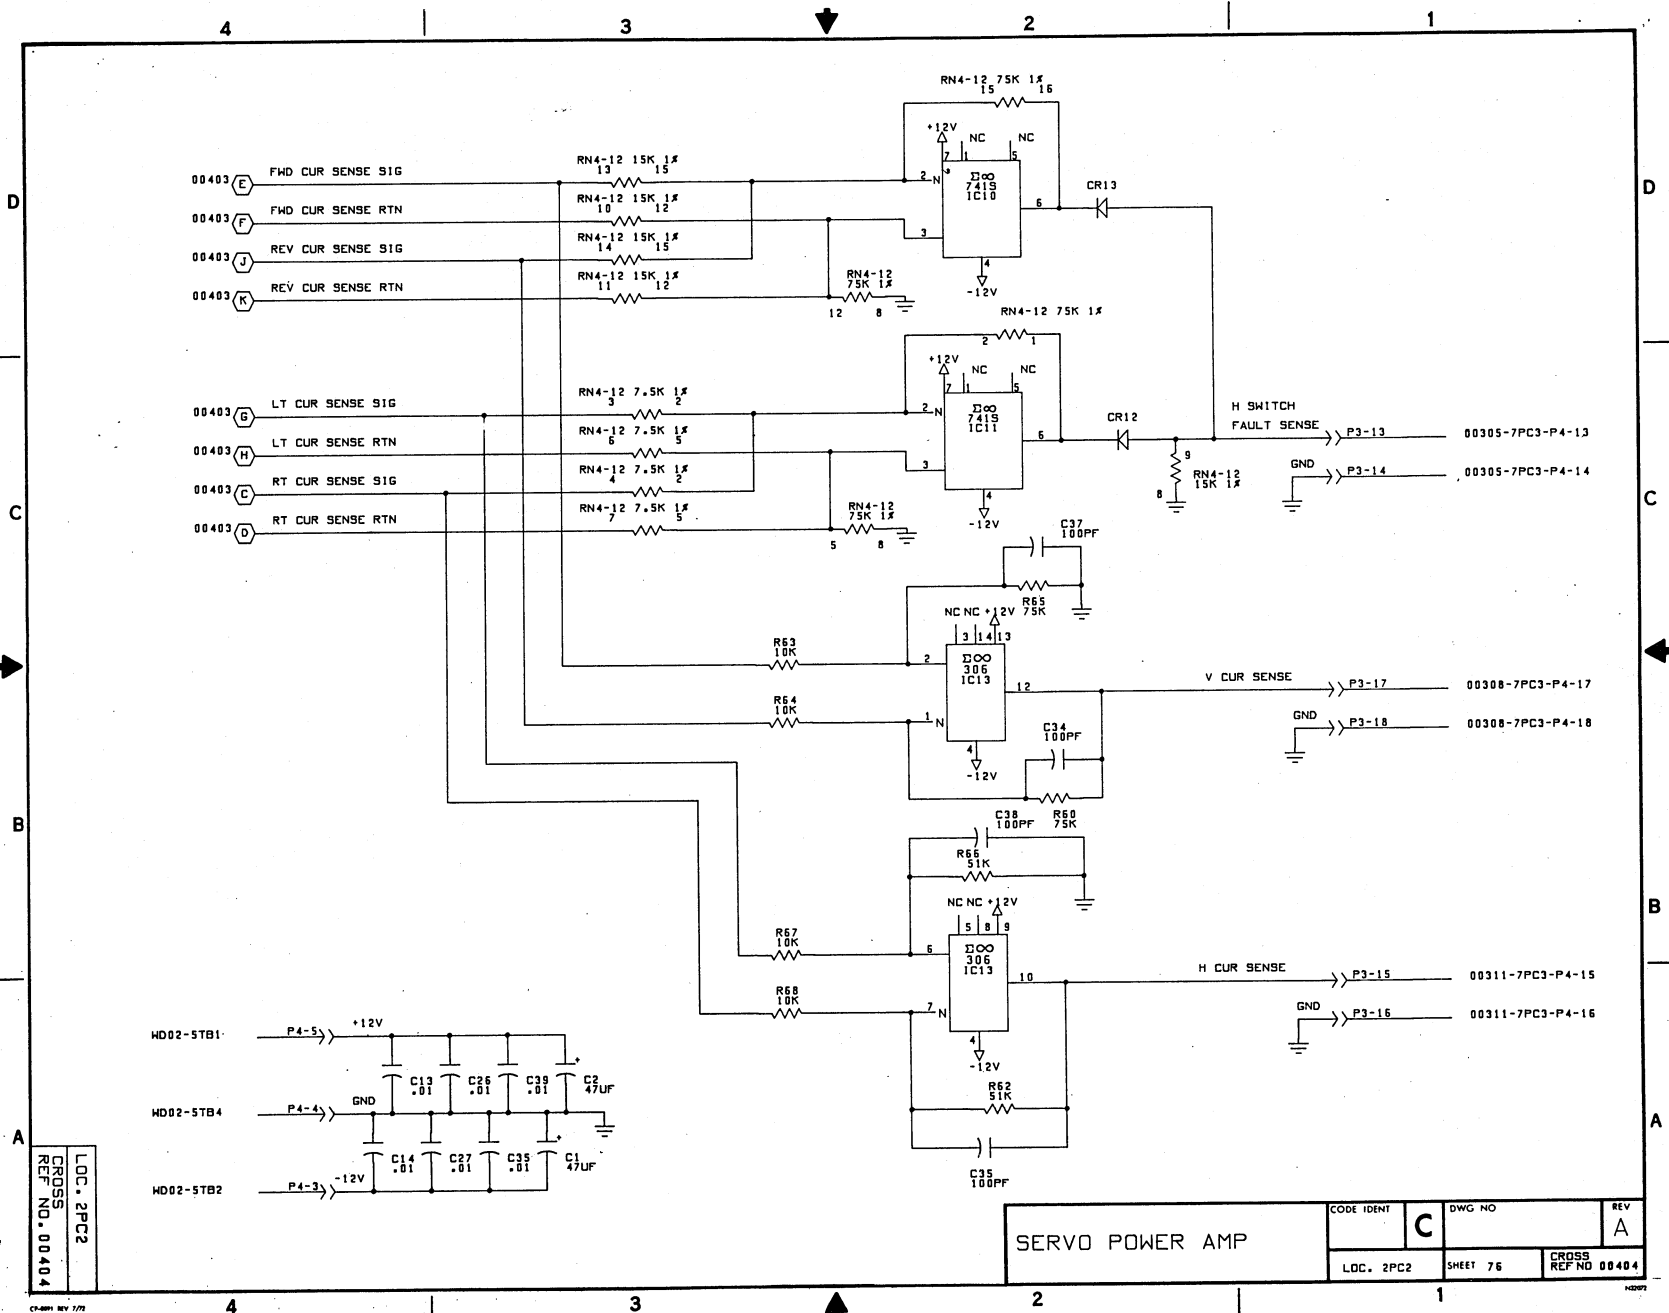 4 3 2 1
RN4-12 75K 1%
15 16
+12V
NC NC
7 1 5
RN4-12 15K 1%
13 15
00403 E FWD CUR SENSE SIG
2 N
Σ∞
741S
IC10
6
CR13
D D
RN4-12 15K 1%
10 12
00403 F FWD CUR SENSE RTN
3
RN4-12 15K 1%
14 15
00403 J REV CUR SENSE SIG
4
-12V
RN4-12 15K 1%
11 12
00403 K REV CUR SENSE RTN
RN4-12
75K 1%
12 8
RN4-12 75K 1%
2 1
+12V
NC NC
7 1 5
RN4-12 7.5K 1%
3 2
00403 G LT CUR SENSE SIG
2 N
Σ∞
741S
IC11
6
CR12
H SWITCH
FAULT SENSE
P3-13 00305-7PC3-P4-13
RN4-12 7.5K 1%
6 5
00403 H LT CUR SENSE RTN
3
9
RN4-12
15K 1%
8
GND P3-14 00305-7PC3-P4-14
RN4-12 7.5K 1%
4 2
00403 C RT CUR SENSE SIG
4
-12V
C C
RN4-12 7.5K 1%
7 5
00403 D RT CUR SENSE RTN
RN4-12
75K 1%
5 8
C37
100PF
R65
75K
NC NC +12V
3 14 13
R63
10K
2
Σ∞
306
IC13
12
V CUR SENSE P3-17 00308-7PC3-P4-17
R64
10K
1 N
4
-12V
GND P3-18 00308-7PC3-P4-18
C34
100PF
R60
75K
B
C38
100PF
R66
51K
NC NC +12V
5 8 9
B
R67
10K
6
Σ∞
306
IC13
10
H CUR SENSE P3-15 00311-7PC3-P4-15
R68
10K
7 N
4
-12V
GND P3-16 00311-7PC3-P4-16
R62
51K
C35
100PF
WD02-5TB1 P4-5 +12V
C13
.01
C26
.01
C39
.01
C2
47UF
+
WD02-5TB4 P4-4 GND
C14
.01
C27
.01
C35
.01
C1
47UF
+
WD02-5TB2 P4-3 -12V
A A
LOC. 2PC2
CROSS
REF NO. 00404
SERVO POWER AMP
CODE IDENT
C
DWG NO
REV
A
LOC. 2PC2
SHEET 76
CROSS
REF NO 00404
CP-0091 REV 7/72
4 3 2 1